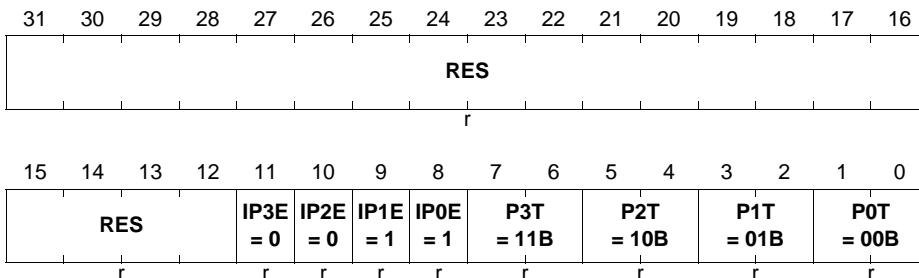 31 30 29 28 27 26 25 24 23 22 21 20 19 18 17 16
RES
r
15 14 13 12 11 10 9 8 7 6 5 4 3 2 1 0
RES IP3E IP2E IP1E IP0E P3T P2T P1T P0T
= 0 = 0 = 1 = 1 = 11B = 10B = 01B = 00B
r r r r r r r r r